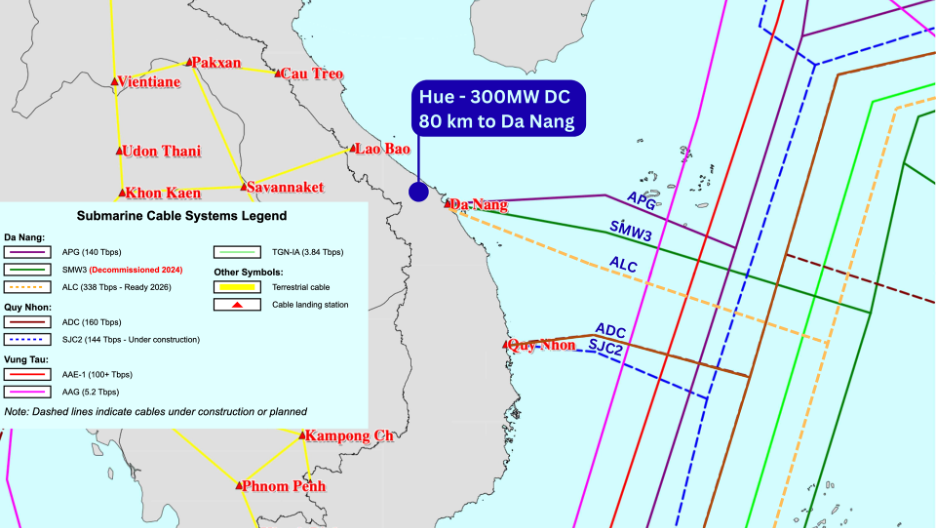 Pakxan
Cau Treo
Vientiane
Hue - 300MW DC
80 km to Da Nang
Udon Thani
Lao Bao
Khon Kaen
Savannaket
Da Nang
APG
SMW3
ALC
Submarine Cable Systems Legend
Da Nang:
APG (140 Tbps)
SMW3 (Decommissioned 2024)
ALC (338 Tbps - Ready 2026)
Quy Nhon:
ADC (160 Tbps)
SJC2 (144 Tbps - Under construction)
Vung Tau:
AAE-1 (100+ Tbps)
AAG (5.2 Tbps)
TGN-IA (3.84 Tbps)
Other Symbols:
Terrestrial cable
Cable landing station
Note: Dashed lines indicate cables under construction or planned
ADC
Quy Nhon
SJC2
Kampong Ch
Phnom Penh